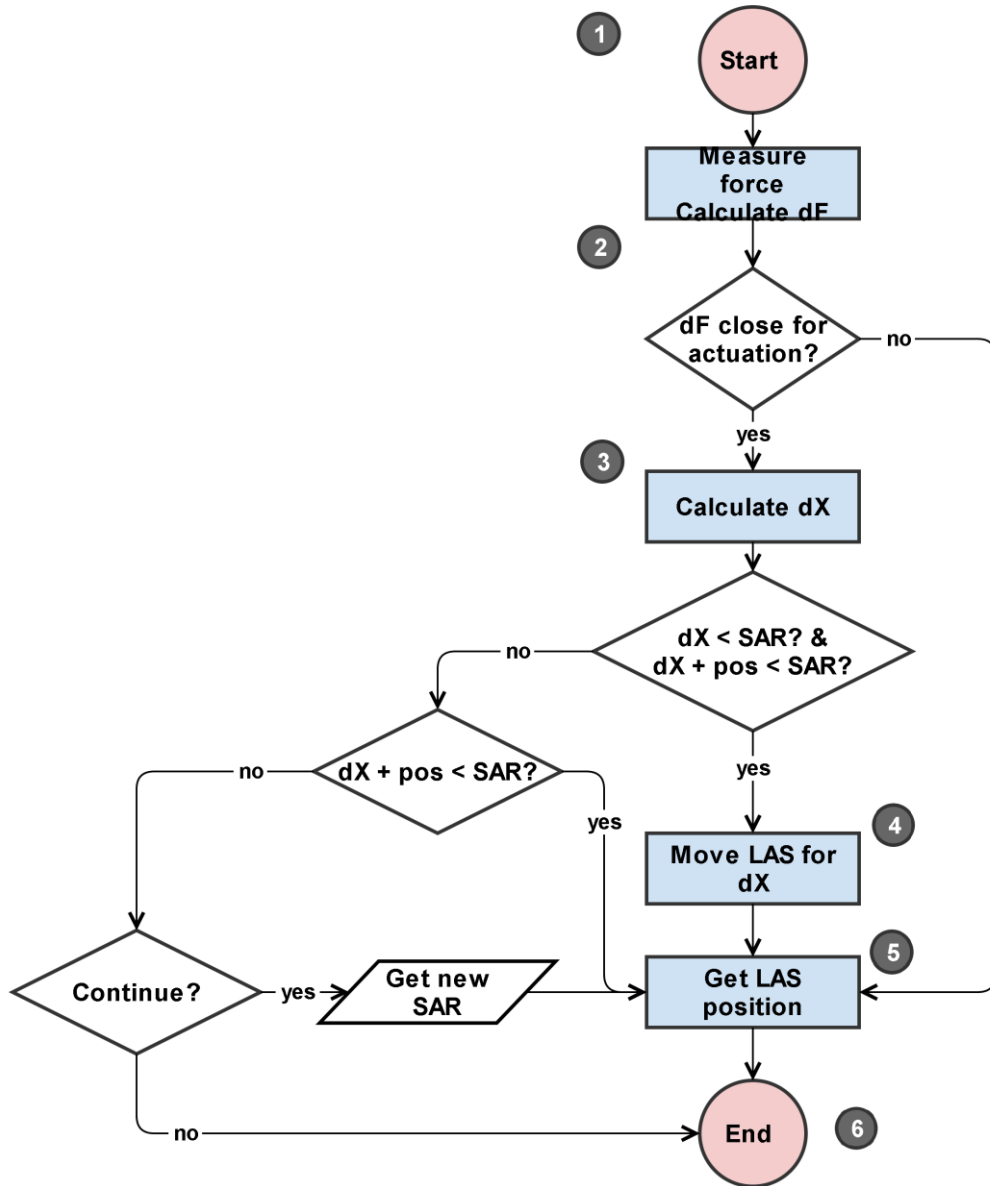 1
Start
Measure
force
Calculate dF
2
dF close for
actuation?
no
yes
3
Calculate dX
dX < SAR? &
dX + pos < SAR?
no
dX + pos < SAR?
no
yes
yes
4
Move LAS for
dX
5
Continue?
yes
Get new
SAR
Get LAS
position
no
End
6